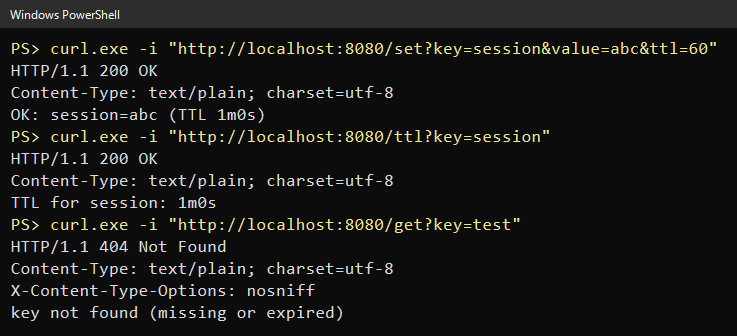 Windows PowerShell
PS> curl.exe -i "http://localhost:8080/set?key=session&value=abc&ttl=60"
HTTP/1.1 200 OK
Content-Type: text/plain; charset=utf-8
OK: session=abc (TTL 1m0s)
PS> curl.exe -i "http://localhost:8080/ttl?key=session"
HTTP/1.1 200 OK
Content-Type: text/plain; charset=utf-8
TTL for session: 1m0s
PS> curl.exe -i "http://localhost:8080/get?key=test"
HTTP/1.1 404 Not Found
Content-Type: text/plain; charset=utf-8
X-Content-Type-Options: nosniff
key not found (missing or expired)